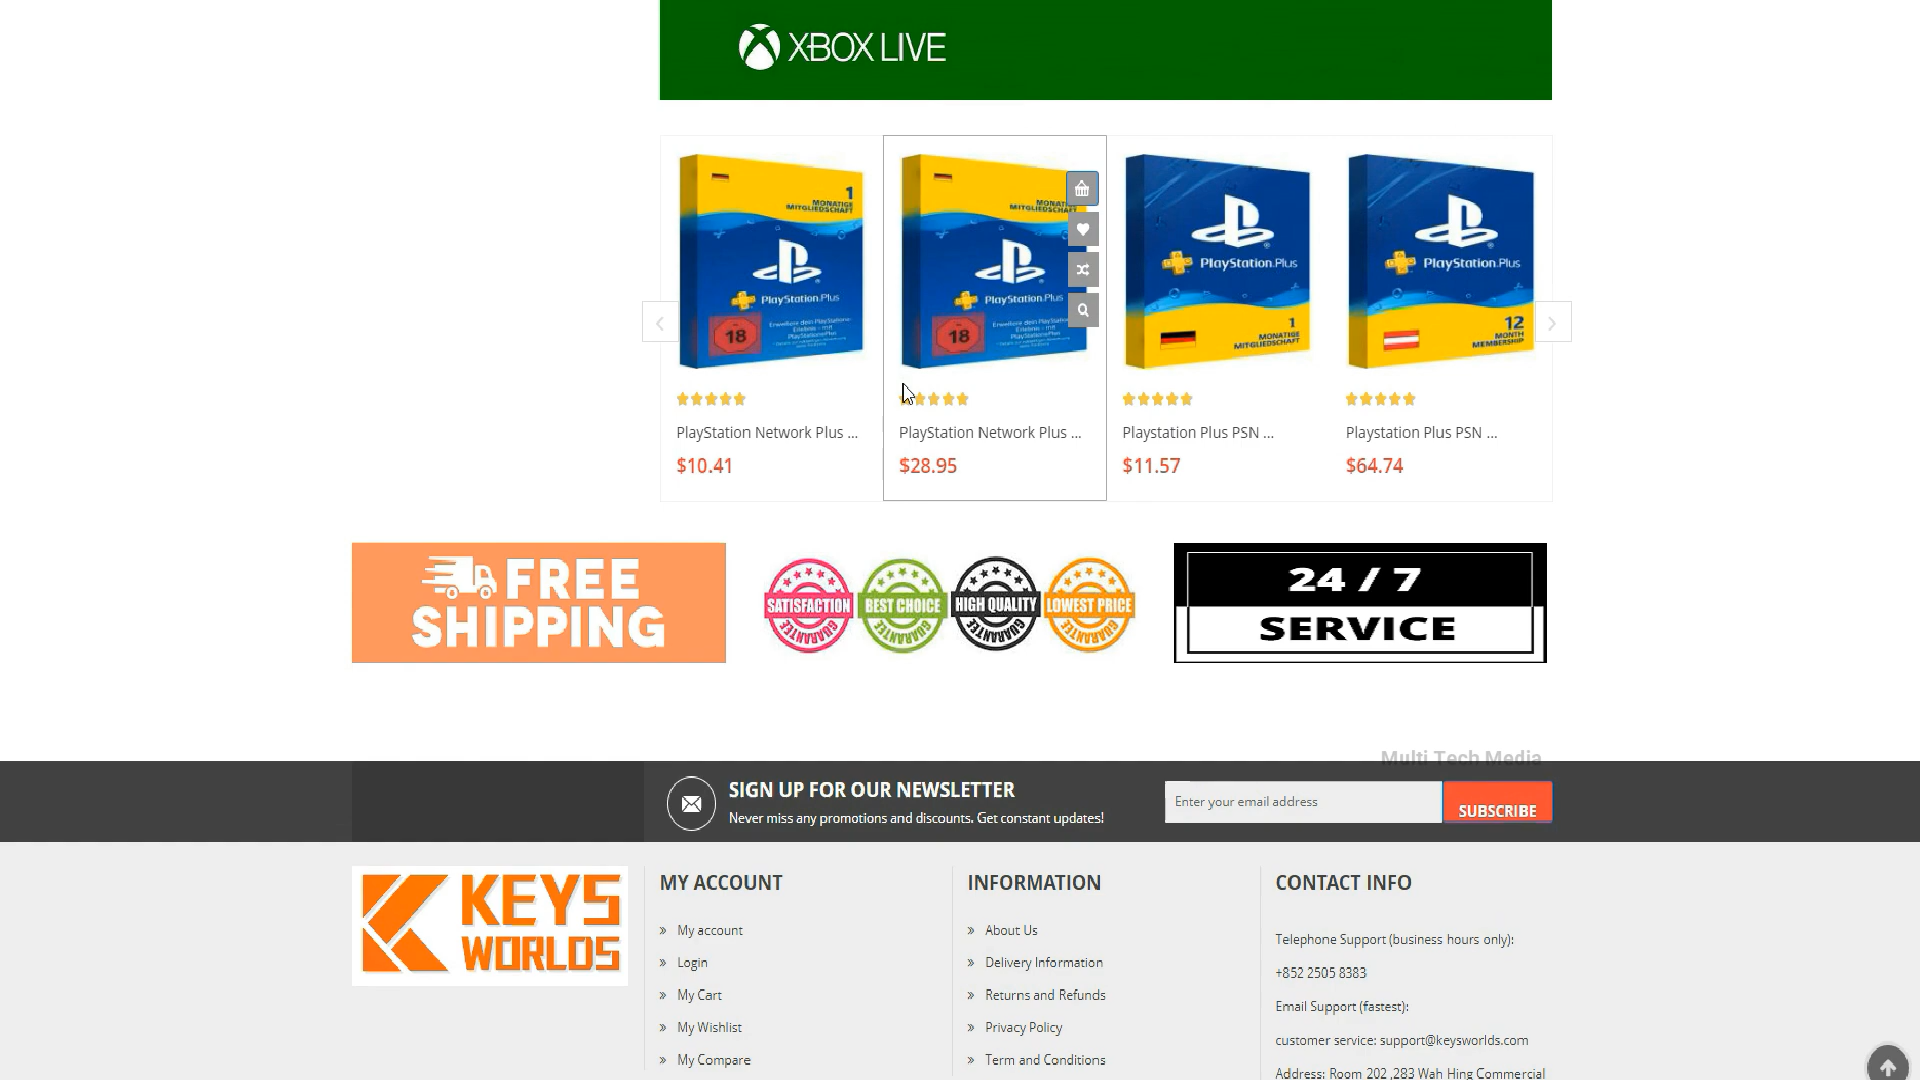 XBOX LIVE
1
MONATIGE
MITGLIEDSCHAFT
PlayStation.Plus
18
MITGLIEDSCHAFT
PlayStation.Plus
18
PlayStation.Plus
1
MONATIGE
MITGLIEDSCHAFT
PlayStation.Plus
12
MONTH
MEMBERSHIP
PlayStation Network Plus ...
$10.41
PlayStation Network Plus ...
$28.95
Playstation Plus PSN ...
$11.57
Playstation Plus PSN ...
$64.74
FREE
SHIPPING
SATISFACTION
GUARANTEE
BEST CHOICE
GUARANTEE
HIGH QUALITY
GUARANTEE
LOWEST PRICE
GUARANTEE
24 / 7
SERVICE
Multi Tech Media
SIGN UP FOR OUR NEWSLETTER
Never miss any promotions and discounts. Get constant updates!
Enter your email address
SUBSCRIBE
KEYS
WORLDS
MY ACCOUNT
» My account
» Login
» My Cart
» My Wishlist
» My Compare
INFORMATION
» About Us
» Delivery Information
» Returns and Refunds
» Privacy Policy
» Term and Conditions
CONTACT INFO
Telephone Support (business hours only):
+852 2505 8383
Email Support (fastest):
customer service: support@keysworlds.com
Address: Room 202 ,283 Wah Hing Commercial